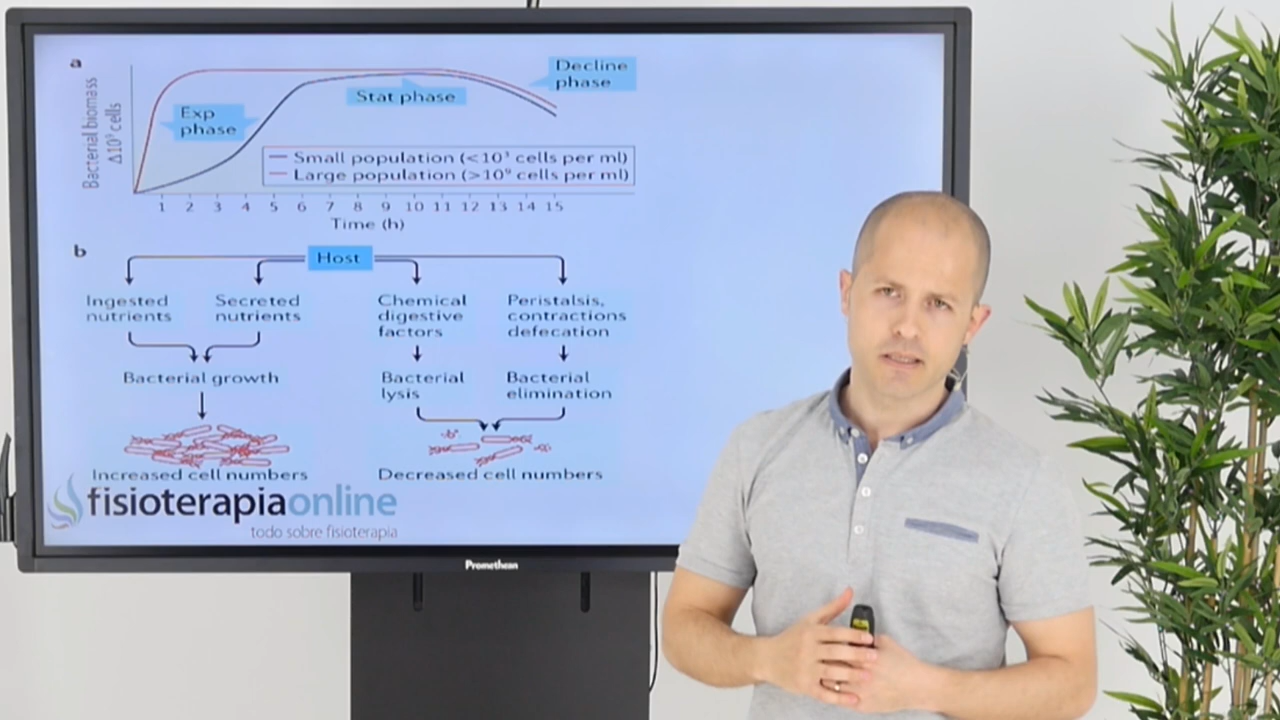 a
Decline
phase
Stat phase
Exp
phase
Bacterial biomass
Δ10⁹ cells
Small population (<10³ cells per ml)
Large population (>10⁹ cells per ml)
1 2 3 4 5 6 7 8 9 10 11 12 13 14 15
Time (h)
b
Host
Ingested
nutrients
Secreted
nutrients
Chemical
digestive
factors
Peristalsis,
contractions
defecation
Bacterial growth
Bacterial
lysis
Bacterial
elimination
Increased cell numbers
Decreased cell numbers
fisioterapiaonline
todo sobre fisioterapia
Promethean